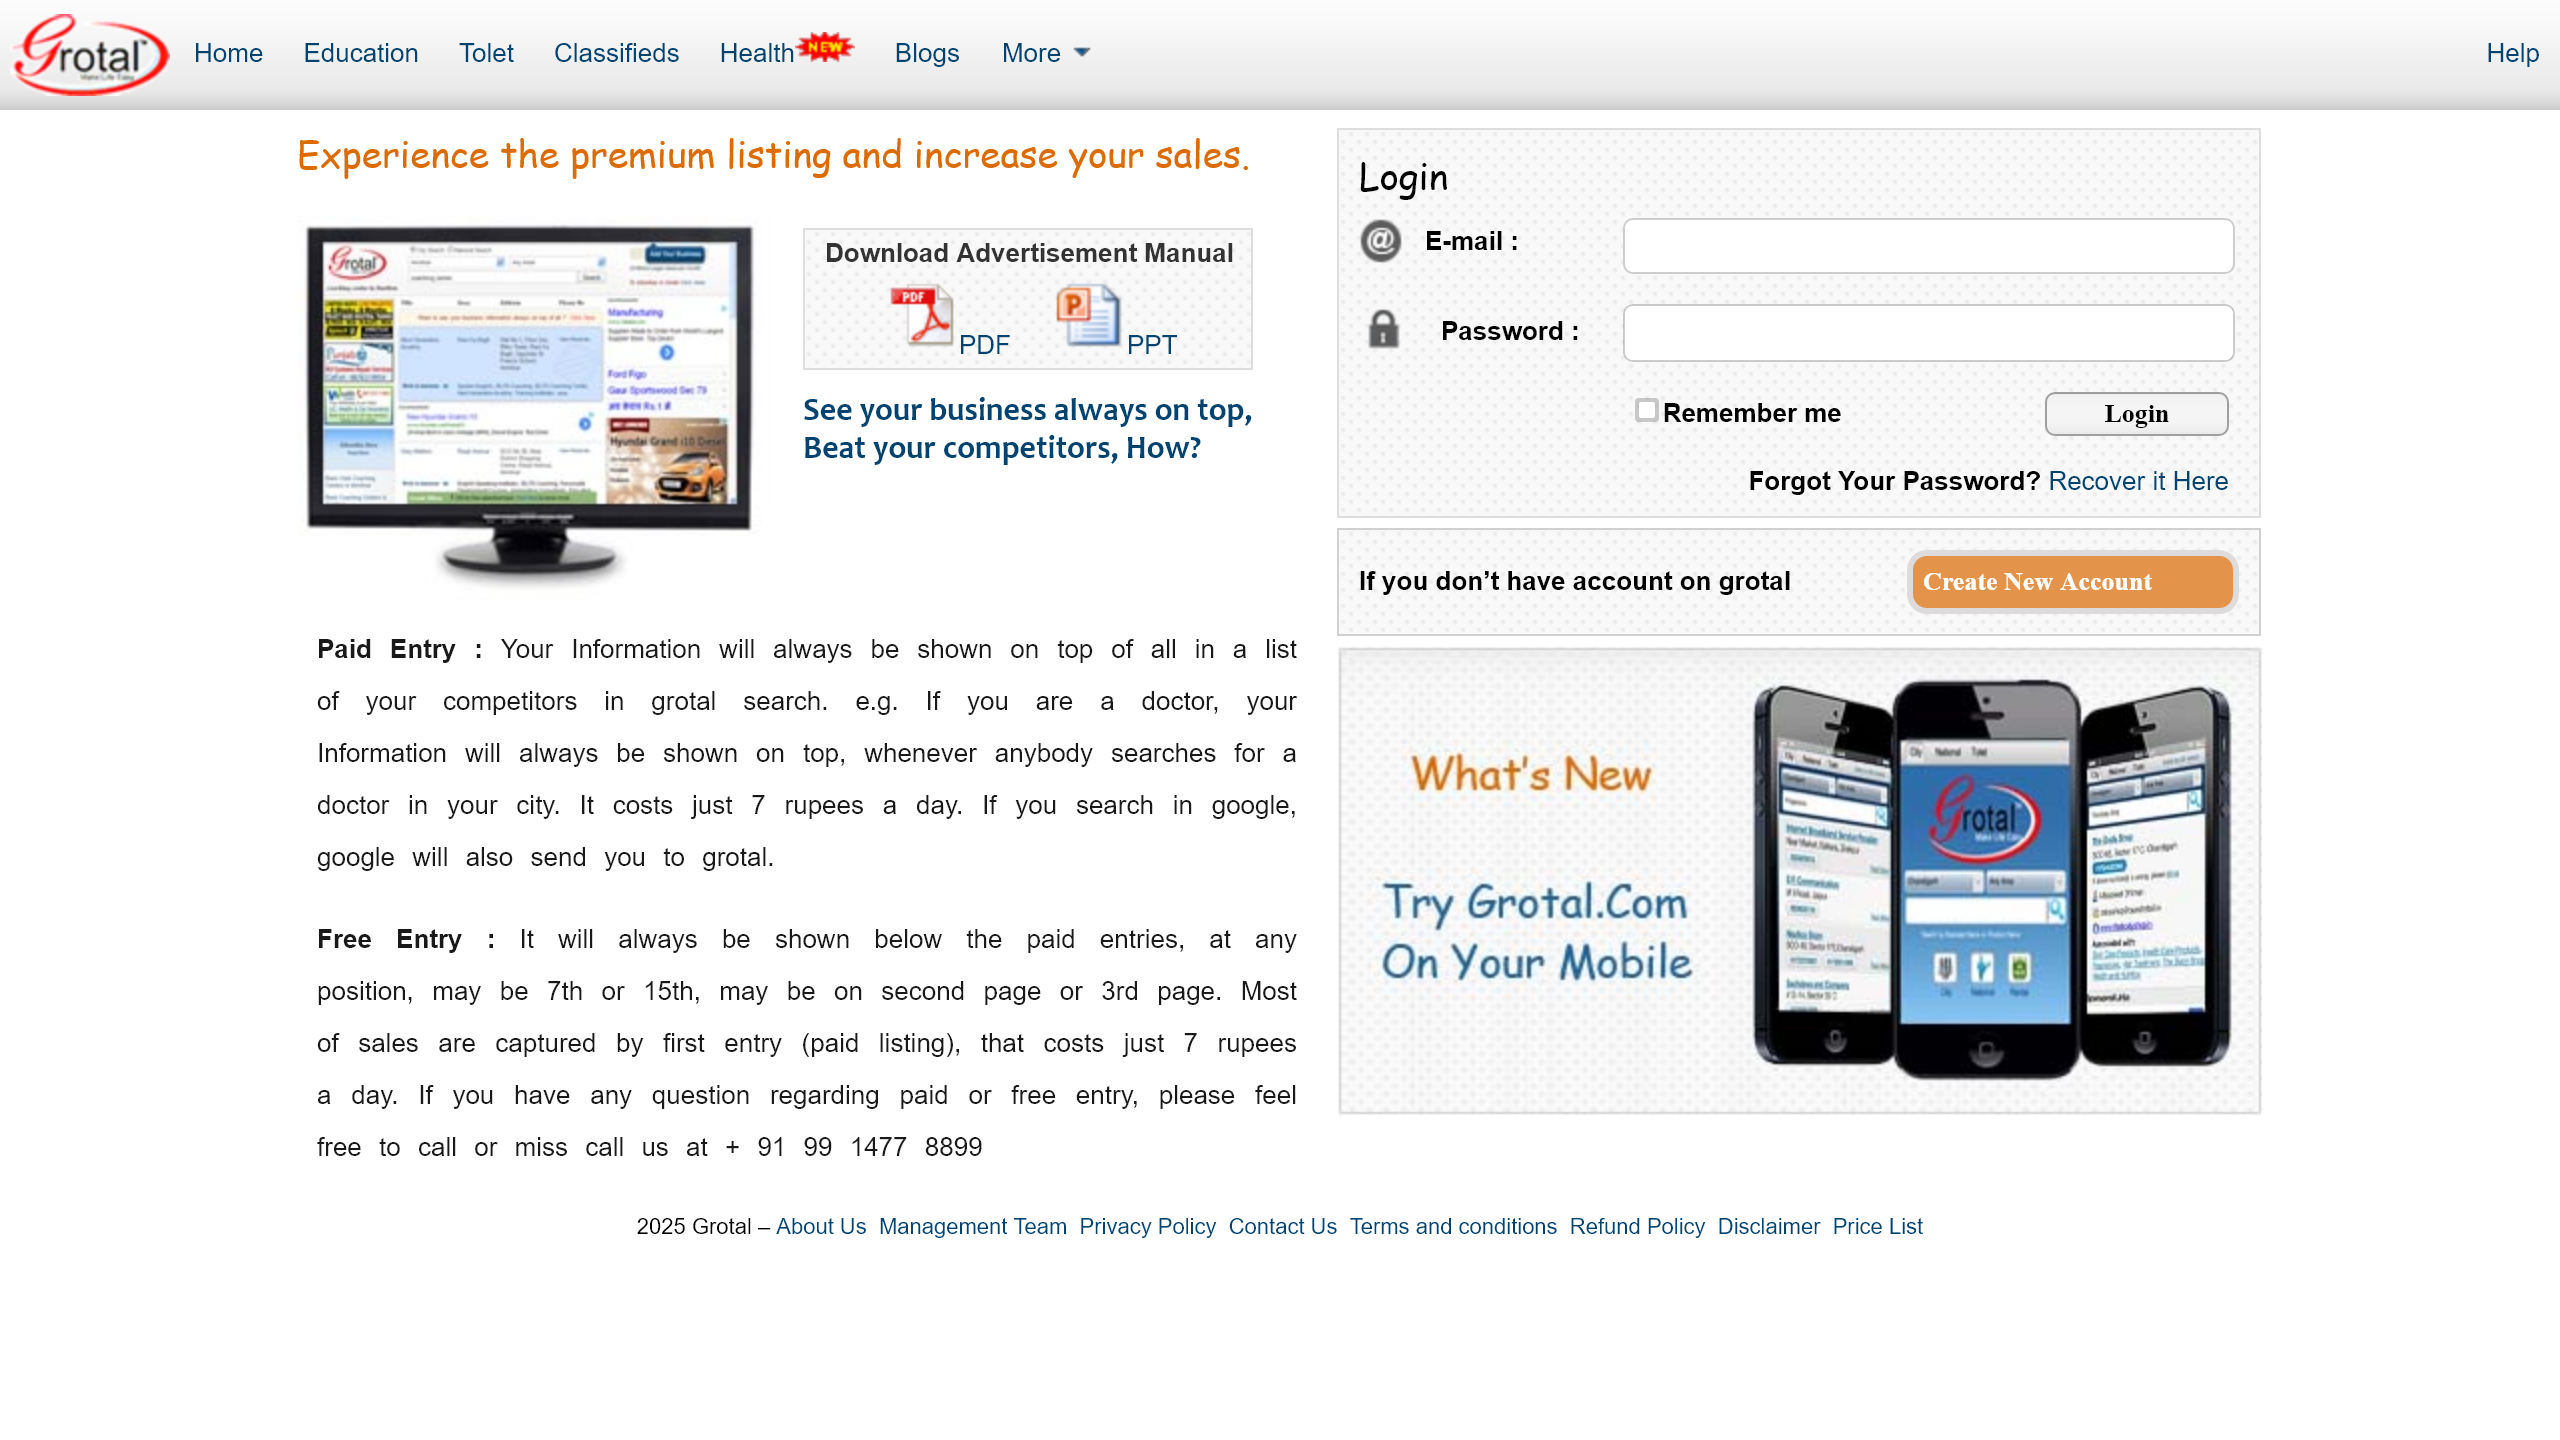 Grotal
Make Life Easy
Home Education Tolet Classifieds Health NEW Blogs More Help
Experience the premium listing and increase your sales.
Download Advertisement Manual
PDF PPT
See your business always on top,
Beat your competitors, How?
Paid Entry : Your Information will always be shown on top of all in a list
of your competitors in grotal search. e.g. If you are a doctor, your
Information will always be shown on top, whenever anybody searches for a
doctor in your city. It costs just 7 rupees a day. If you search in google,
google will also send you to grotal.
Free Entry : It will always be shown below the paid entries, at any
position, may be 7th or 15th, may be on second page or 3rd page. Most
of sales are captured by first entry (paid listing), that costs just 7 rupees
a day. If you have any question regarding paid or free entry, please feel
free to call or miss call us at + 91 99 1477 8899
Login
E-mail :
Password :
Remember me Login
Forgot Your Password? Recover it Here
If you don’t have account on grotal Create New Account
What's New
Try Grotal.Com
On Your Mobile
City National Tolet
Grotal
Make Life Easy
2025 Grotal – About Us Management Team Privacy Policy Contact Us Terms and conditions Refund Policy Disclaimer Price List